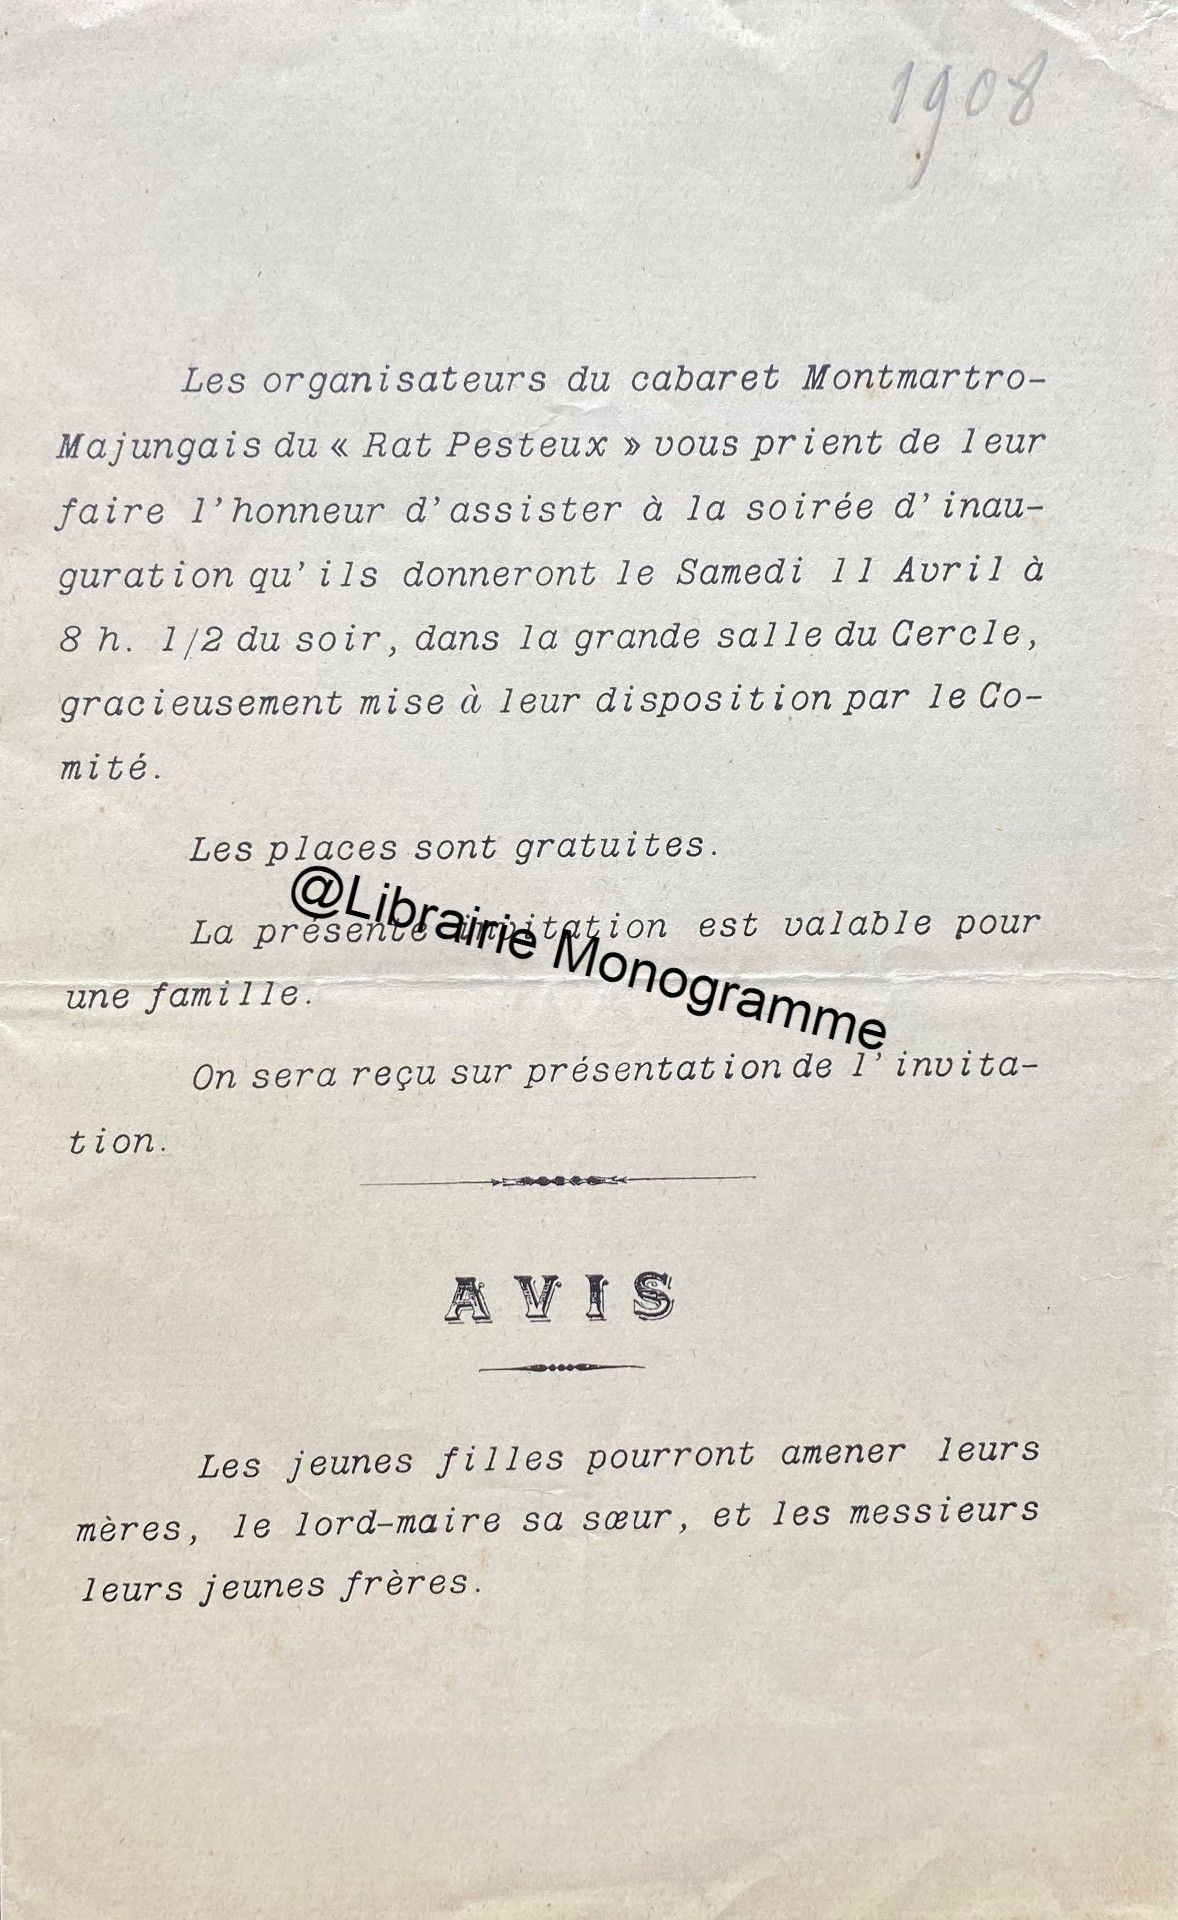 1908
Les organisateurs du cabaret Montmartro-
Majungais du « Rat Pesteux » vous prient de leur
faire l'honneur d'assister à la soirée d'inau-
guration qu'ils donneront le Samedi 11 Avril à
8 h. 1/2 du soir, dans la grande salle du Cercle,
gracieusement mise à leur disposition par le Co-
mité.
Les places sont gratuites.
La présente invitation est valable pour
une famille.
@Librairie Monogramme
On sera reçu sur présentation de l'invita-
tion.
AVIS
Les jeunes filles pourront amener leurs
mères, le lord-maire sa sœur, et les messieurs
leurs jeunes frères.